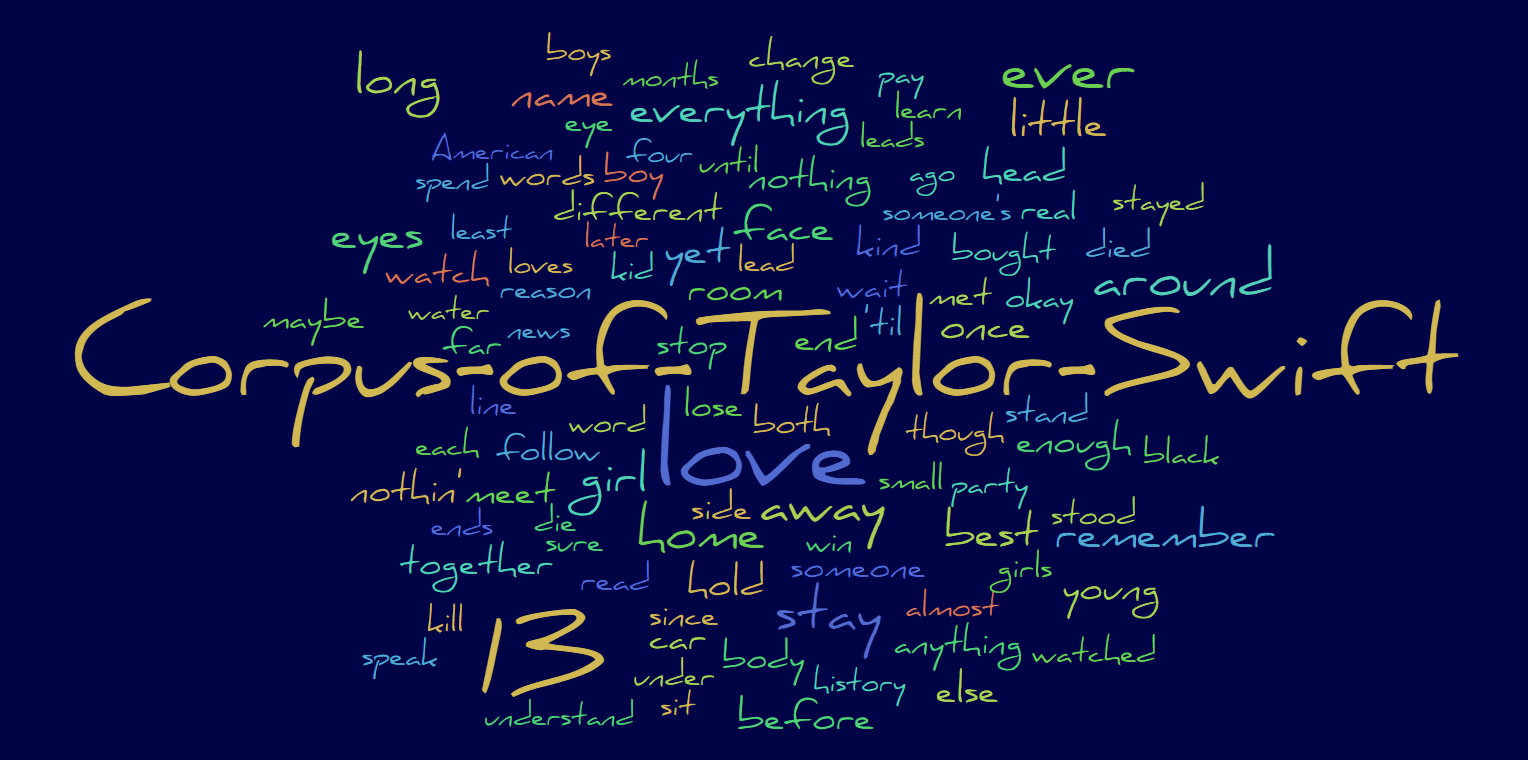 boys change
long months pay ever
name everything learn little
eye leads
American four until
spend words boy nothing ago head
different someone's real stayed
eyes least later face kind bought died
watch loves kid yet lead
reason room wait met okay around
maybe water
far news stop end 'til once
Corpus-of-Taylor-Swift
line lose both stand
word though
each follow love enough black
nothin' meet girl small party
ends die side away best stood
sure home win remember
together read hold someone girls young
kill 13 since stay almost
speak car body anything watched
under history else
understand sit before